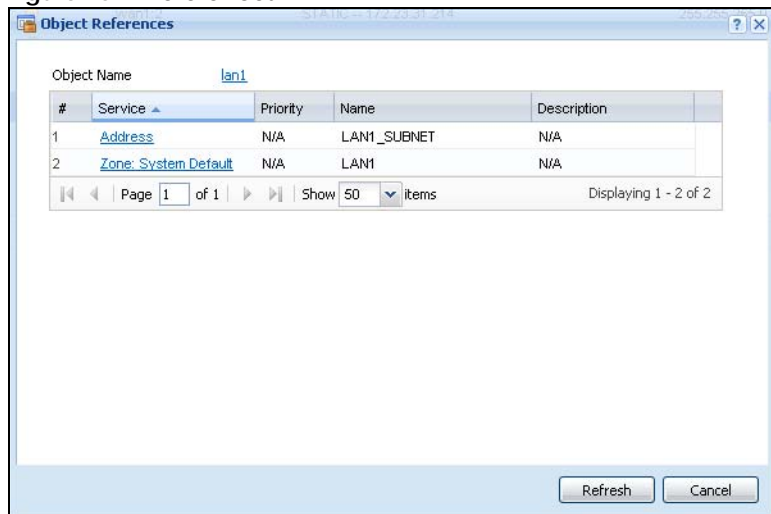 Object References
Object Name lan1
# Service Priority Name Description
1 Address N/A LAN1_SUBNET N/A
2 Zone: System Default N/A LAN1 N/A
Page 1 of 1 Show 50 items Displaying 1 - 2 of 2
Refresh Cancel